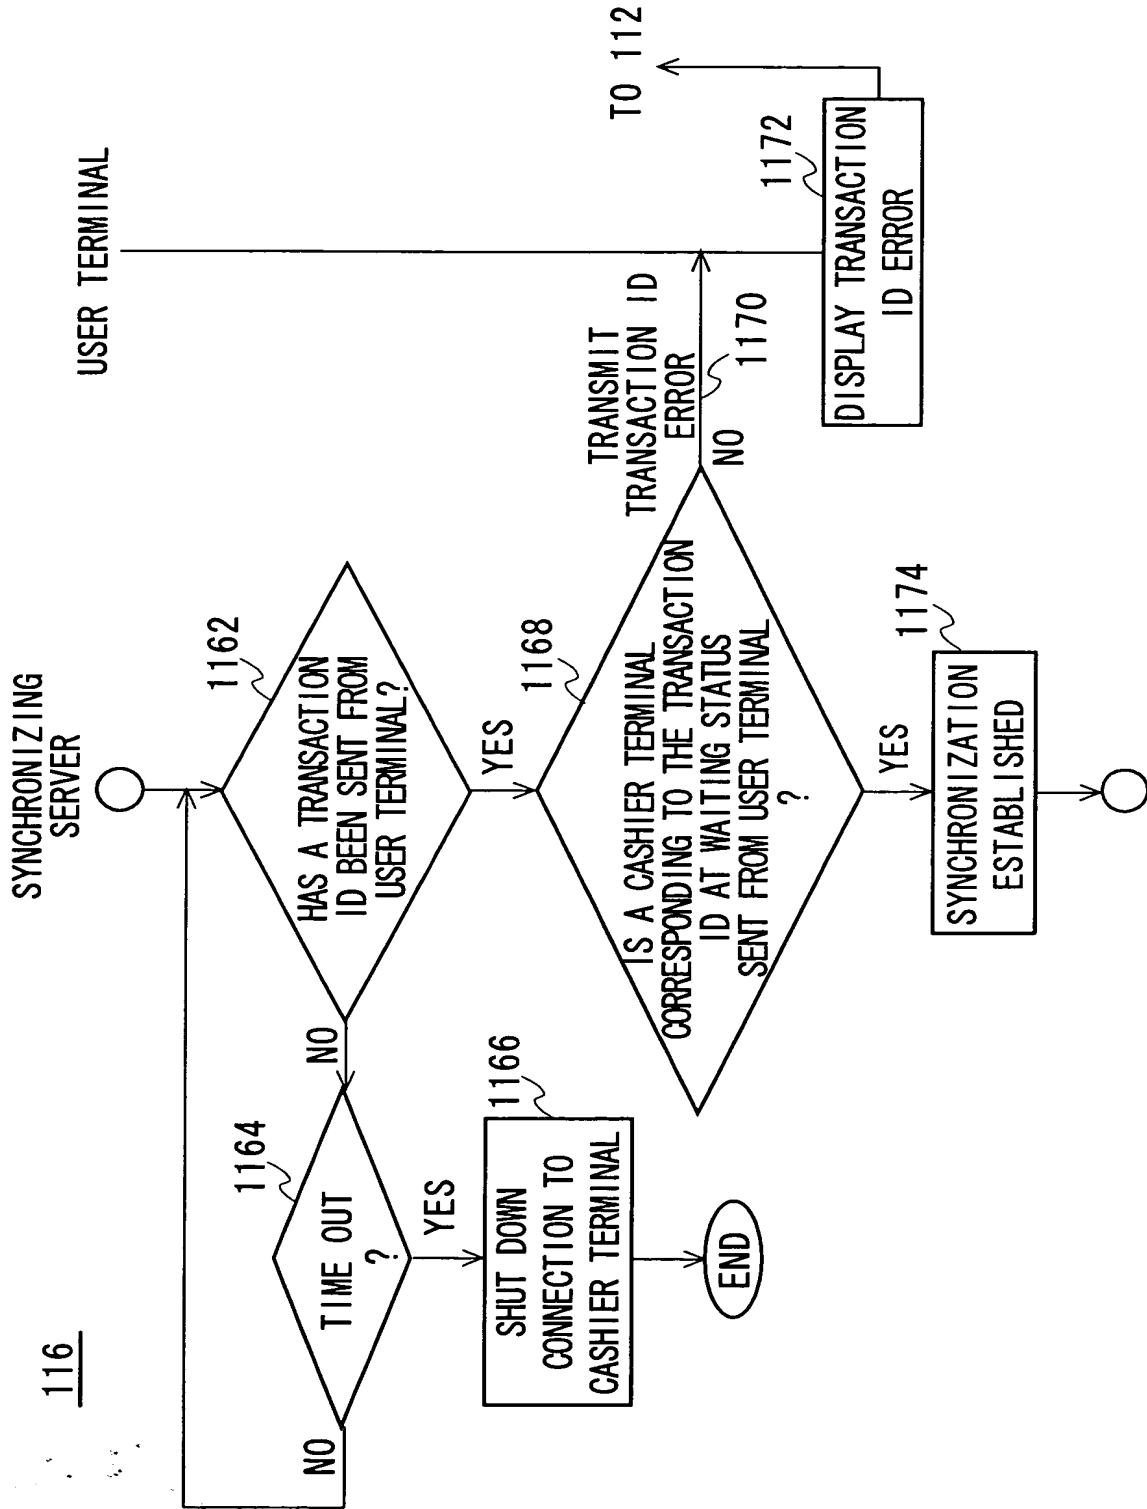 116
SYNCHRONIZING
SERVER
USER TERMINAL
1162
HAS A TRANSACTION
ID BEEN SENT FROM
USER TERMINAL?
NO
YES
1164
TIME OUT
?
NO
YES
1166
SHUT DOWN
CONNECTION TO
CASHIER TERMINAL
END
1168
IS A CASHIER TERMINAL
CORRESPONDING TO THE TRANSACTION
ID AT WAITING STATUS
SENT FROM USER TERMINAL
?
NO
YES
TRANSMIT
TRANSACTION ID
ERROR
1170
TO 112
1172
DISPLAY TRANSACTION
ID ERROR
1174
SYNCHRONIZATION
ESTABLISHED